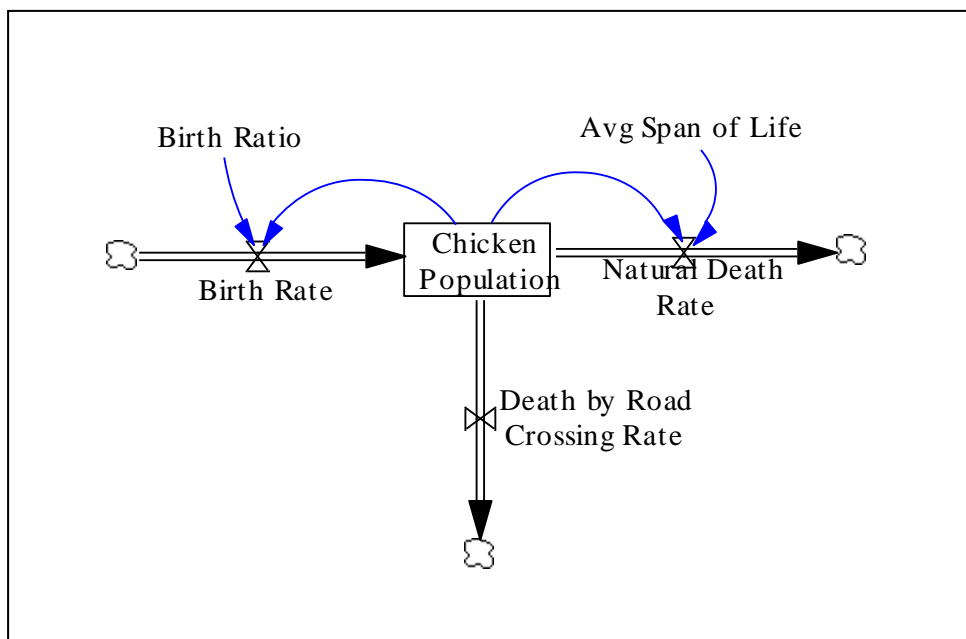 Birth Ratio
Avg Span of Life
Chicken
Population
Birth Rate
Natural Death
Rate
Death by Road
Crossing Rate